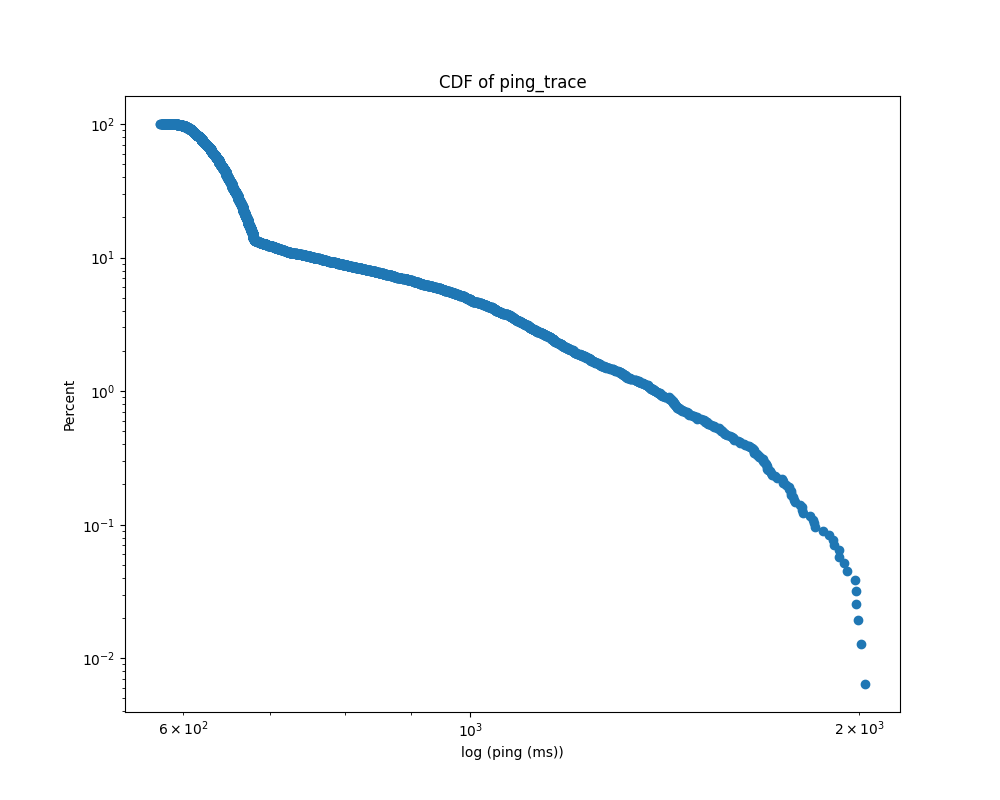 CDF of ping_trace
Percent
10²
10¹
10⁰
10⁻¹
10⁻²
6 × 10²
10³
2 × 10³
log (ping (ms))